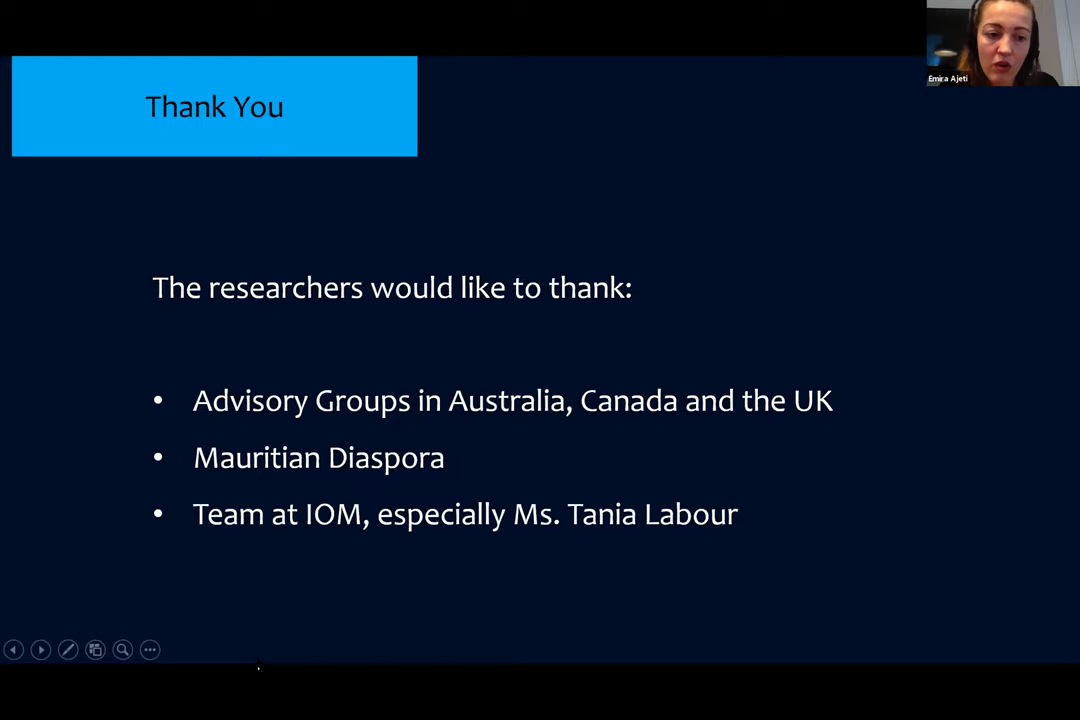 Emira Ajeti
Thank You
The researchers would like to thank:
• Advisory Groups in Australia, Canada and the UK
• Mauritian Diaspora
• Team at IOM, especially Ms. Tania Labour